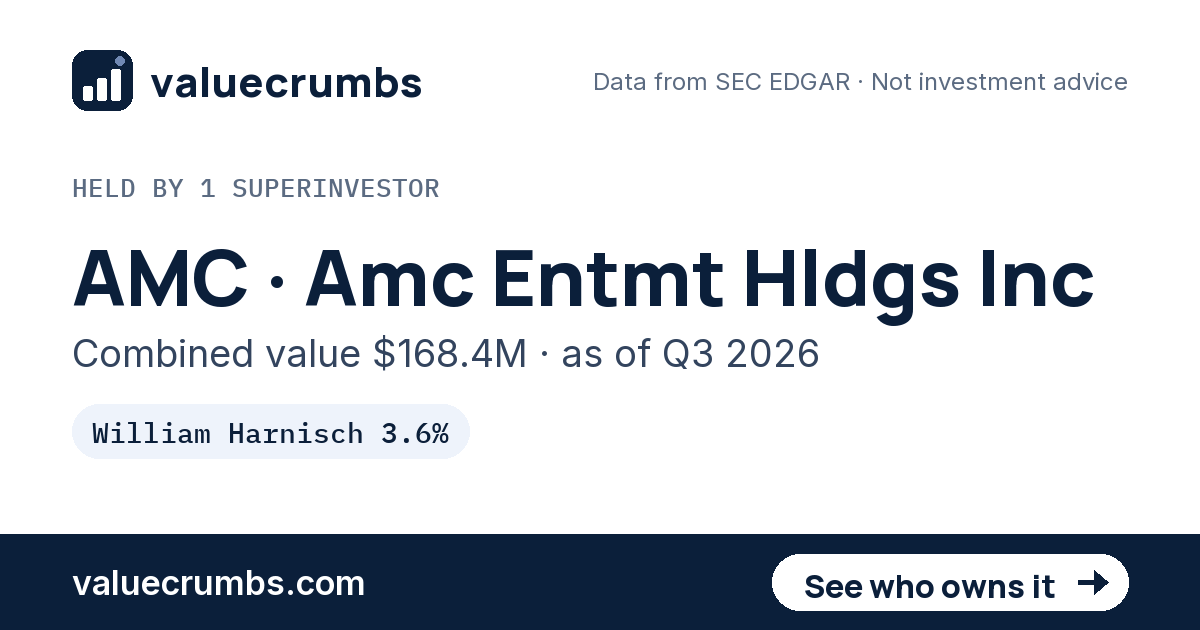 valuecrumbs
Data from SEC EDGAR · Not investment advice
HELD BY 1 SUPERINVESTOR
AMC · Amc Entmt Hldgs Inc
Combined value $168.4M · as of Q3 2026
William Harnisch 3.6%
valuecrumbs.com
See who owns it →